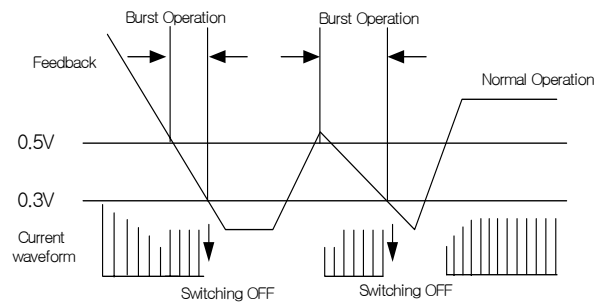 Burst Operation
Burst Operation
Feedback
Normal Operation
0.5V
0.3V
Current
waveform
Switching OFF
Switching OFF